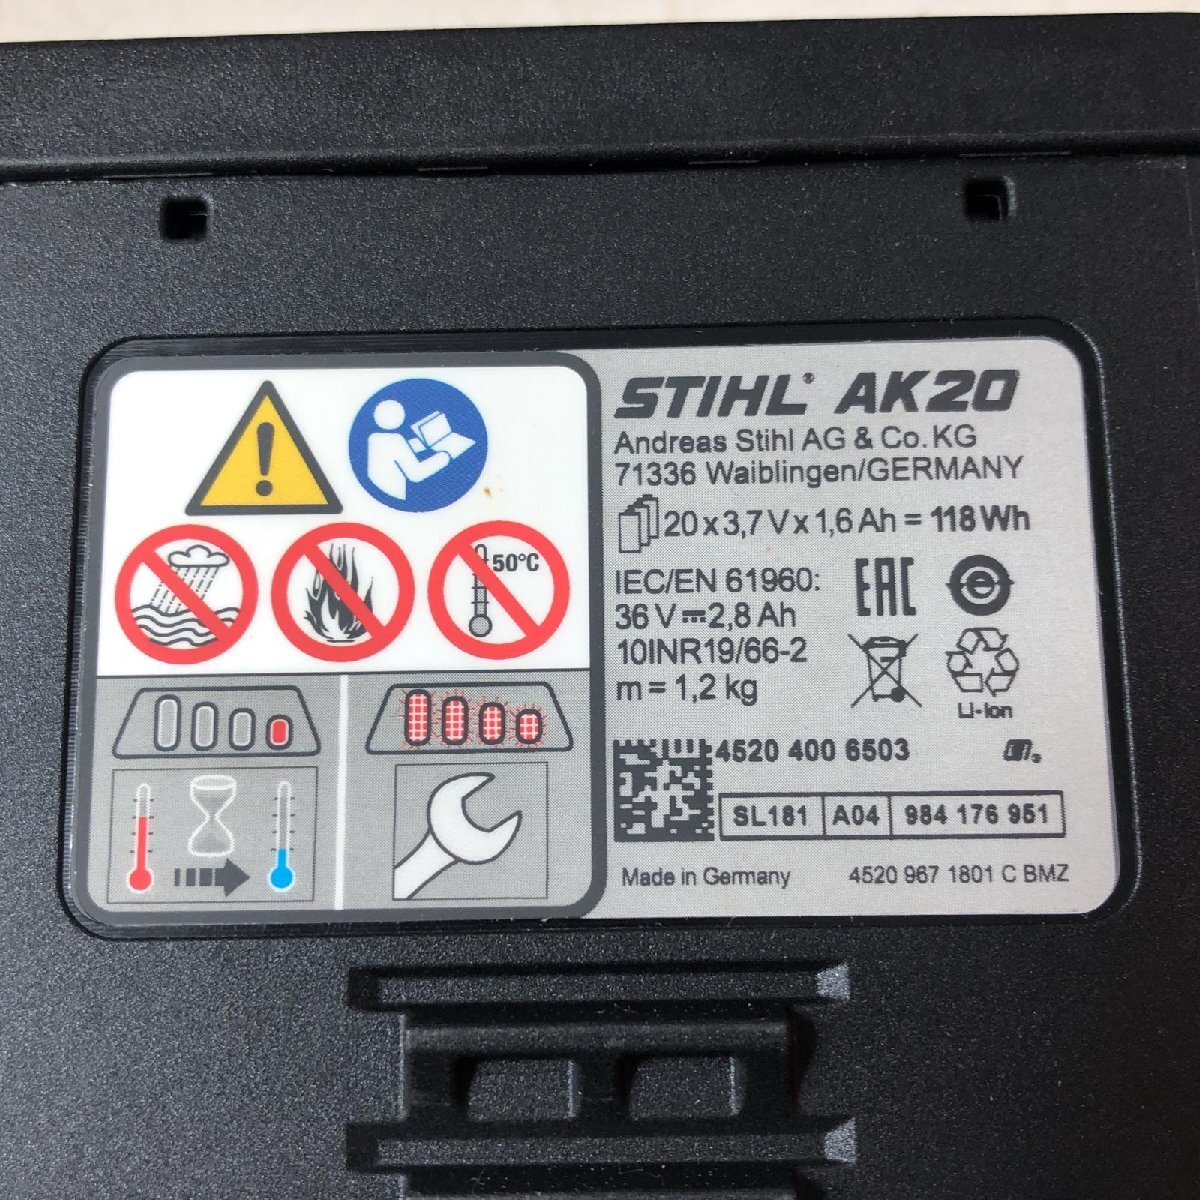 50°C
STIHL® AK20
Andreas Stihl AG & Co. KG
71336 Waiblingen/GERMANY
20 x 3,7 V x 1,6 Ah = 118 Wh
IEC/EN 61960:
36 V ⎓ 2,8 Ah
10INR19/66-2
m = 1,2 kg
EAC
Li-Ion
4520 400 6503
SL181 A04 984 176 951
Made in Germany 4520 967 1801 C BMZ